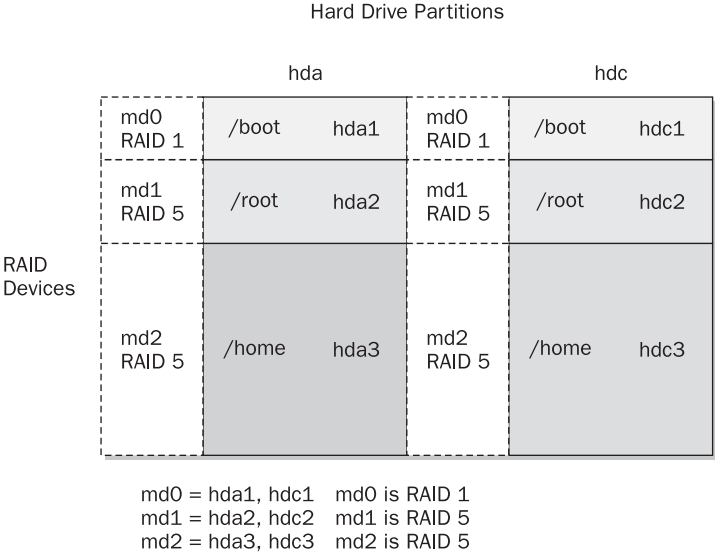 Hard Drive Partitions
hda
hdc
md0
RAID 1
/boot
hda1
md0
RAID 1
/boot
hdc1
md1
RAID 5
/root
hda2
md1
RAID 5
/root
hdc2
RAID
Devices
md2
RAID 5
/home
hda3
md2
RAID 5
/home
hdc3
md0 = hda1, hdc1 md0 is RAID 1
md1 = hda2, hdc2 md1 is RAID 5
md2 = hda3, hdc3 md2 is RAID 5